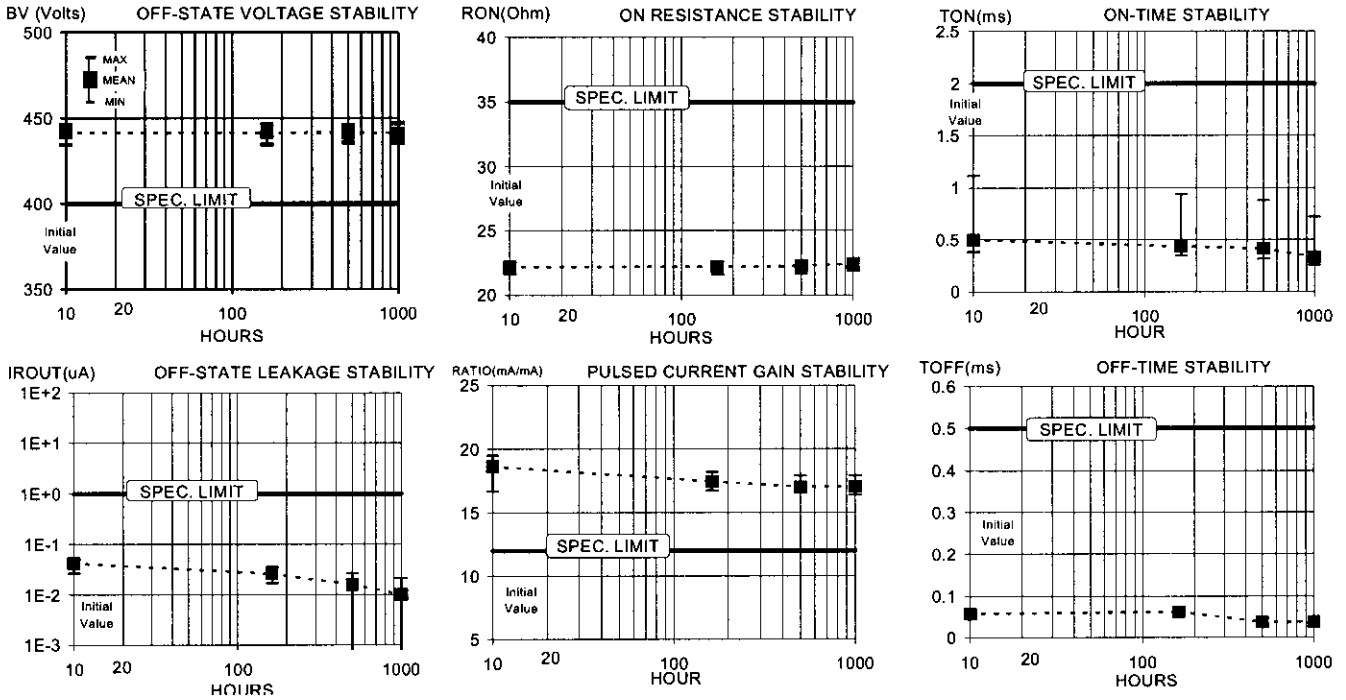 BV (Volts) OFF-STATE VOLTAGE STABILITY
500
450
400
350
MAX
MEAN
MIN
SPEC. LIMIT
Initial
Value
10 20 100 1000
HOURS
RON(Ohm) ON RESISTANCE STABILITY
40
35
30
25
20
SPEC. LIMIT
Initial
Value
10 20 100 1000
HOURS
TON(ms) ON-TIME STABILITY
2.5
2
1.5
1
0.5
0
SPEC. LIMIT
Initial
Value
10 20 100 1000
HOUR
IROUT(uA) OFF-STATE LEAKAGE STABILITY
1E+2
1E+1
1E+0
1E-1
1E-2
1E-3
SPEC. LIMIT
Initial
Value
10 20 100 1000
HOURS
RATIO(mA/mA) PULSED CURRENT GAIN STABILITY
25
20
15
10
5
SPEC. LIMIT
Initial
Value
10 20 100 1000
HOUR
TOFF(ms) OFF-TIME STABILITY
0.6
0.5
0.4
0.3
0.2
0.1
0
SPEC. LIMIT
Initial
Value
10 20 100 1000
HOURS